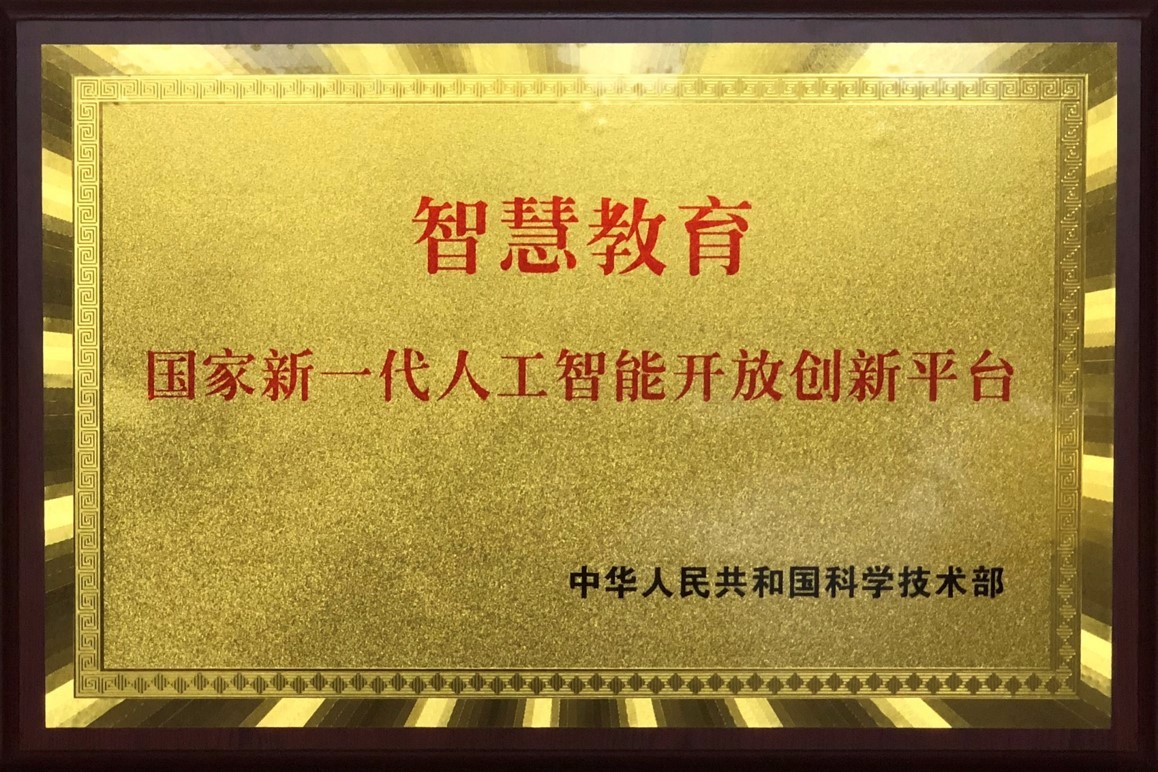 智慧教育
国家新一代人工智能开放创新平台
中华人民共和国科学技术部